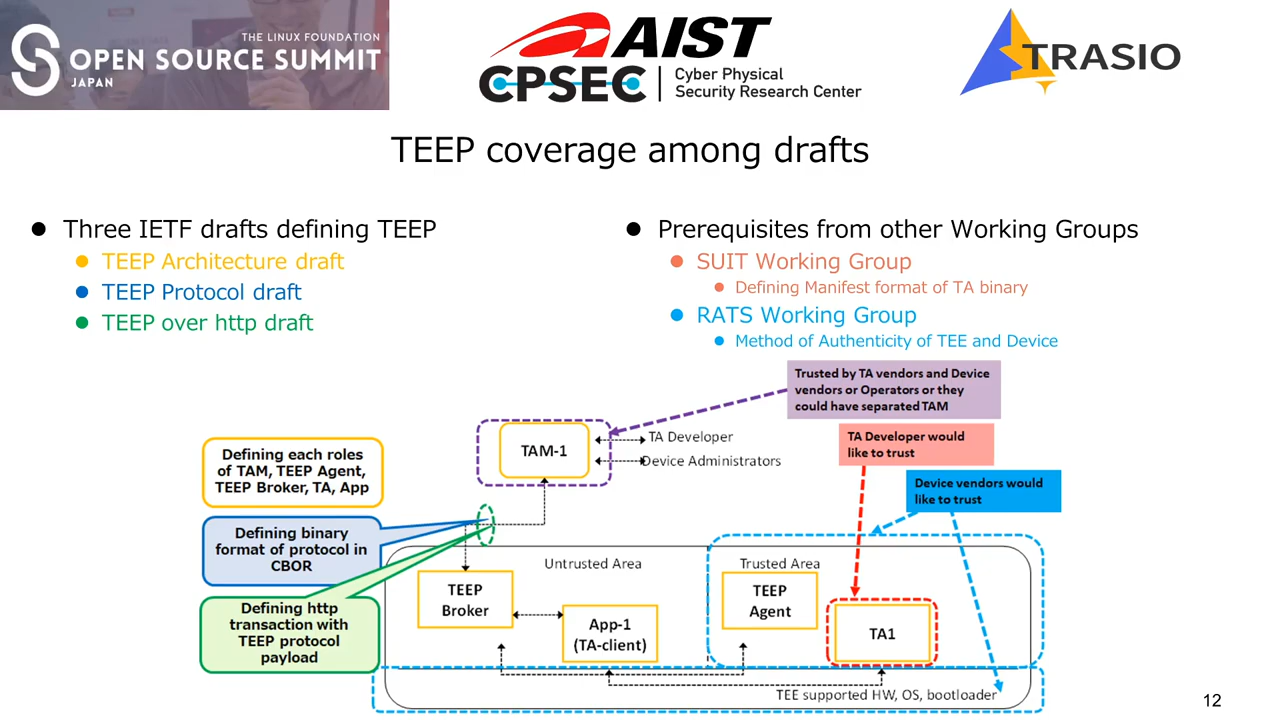 THE LINUX FOUNDATION
OPEN SOURCE SUMMIT
JAPAN
AIST
CPSEC
Cyber Physical
Security Research Center
TRASIO
TEEP coverage among drafts
● Three IETF drafts defining TEEP
● TEEP Architecture draft
● TEEP Protocol draft
● TEEP over http draft
● Prerequisites from other Working Groups
● SUIT Working Group
● Defining Manifest format of TA binary
● RATS Working Group
● Method of Authenticity of TEE and Device
Trusted by TA vendors and Device
vendors or Operators or they
could have separated TAM
TAM-1
TA Developer
Device Administrators
TA Developer would
like to trust
Device vendors would
like to trust
Defining each roles
of TAM, TEEP Agent,
TEEP Broker, TA, App
Defining binary
format of protocol in
CBOR
Defining http
transaction with
TEEP protocol
payload
Untrusted Area
Trusted Area
TEEP
Broker
App-1
(TA-client)
TEEP
Agent
TA1
TEE supported HW, OS, bootloader
12